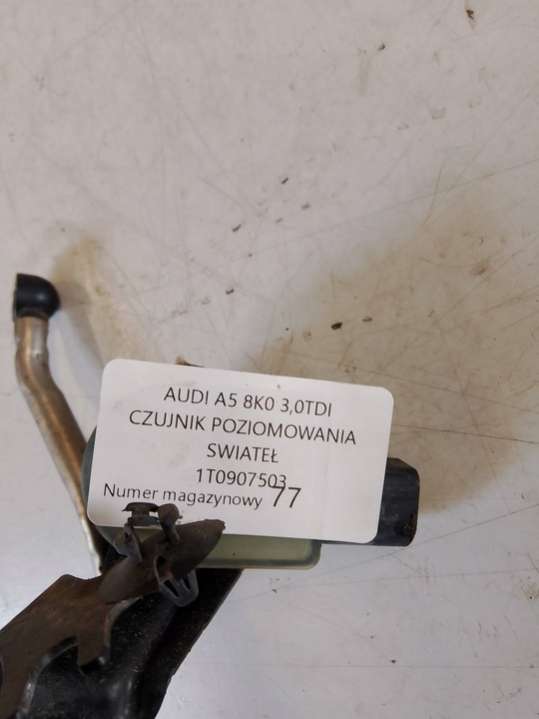 AUDI A5 8K0 3,0TDI
CZUJNIK POZIOMOWANIA
SWIATEŁ
1T0907503
Numer magazynowy 77